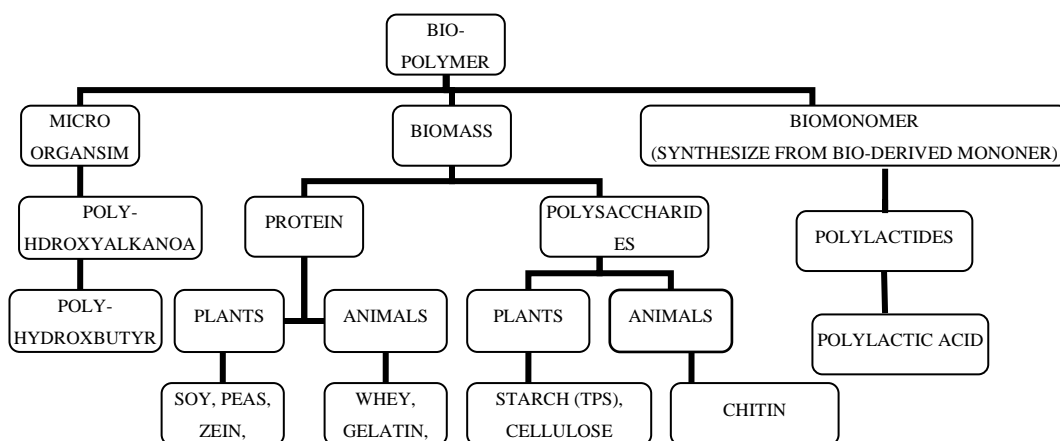 BIO-
POLYMER
MICRO
ORGANSIM
BIOMASS
BIOMONOMER
(SYNTHESIZE FROM BIO-DERIVED MONONER)
POLY-
HDROXYALKANOA
PROTEIN
POLYSACCHARID
ES
POLYLACTIDES
POLY-
HYDROXBUTYR
PLANTS
ANIMALS
PLANTS
ANIMALS
POLYLACTIC ACID
SOY, PEAS,
ZEIN,
WHEY,
GELATIN,
STARCH (TPS),
CELLULOSE
CHITIN